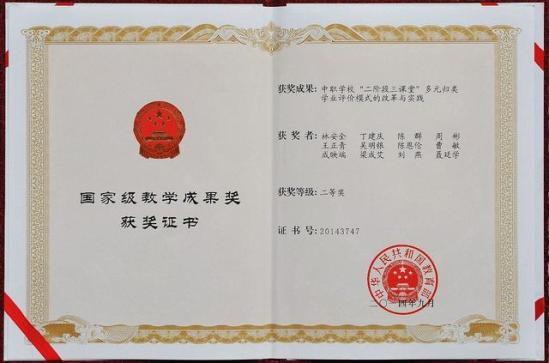 国家级教学成果奖
获奖证书
获奖成果：中职学校“二阶段三课堂”多元归类
学业评价模式的改革与实践
获奖者：林安全 丁建庆 陈群 周彬
王正青 吴明银 陈恩伦 曹敏
成映端 梁成艾 刘燕 聂廷学
获奖等级：二等奖
证书号：20143747
中华人民共和国教育部
二〇一四年九月